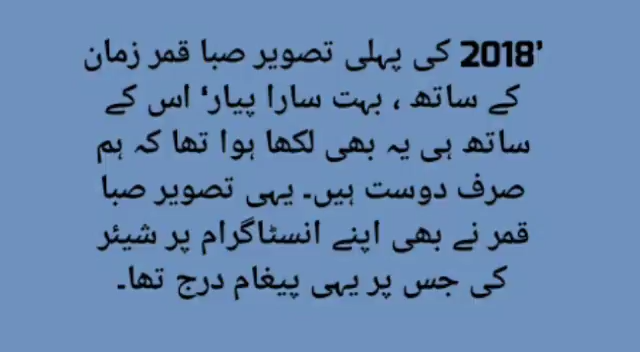 ’2018 کی پہلی تصویر صبا قمر زمان
کے ساتھ ، بہت سارا پیار‘ اس کے
ساتھ ہی یہ بھی لکھا ہوا تھا کہ ہم
صرف دوست ہیں۔ یہی تصویر صبا
قمر نے بھی اپنے انسٹاگرام پر شیئر
کی جس پر یہی پیغام درج تھا۔